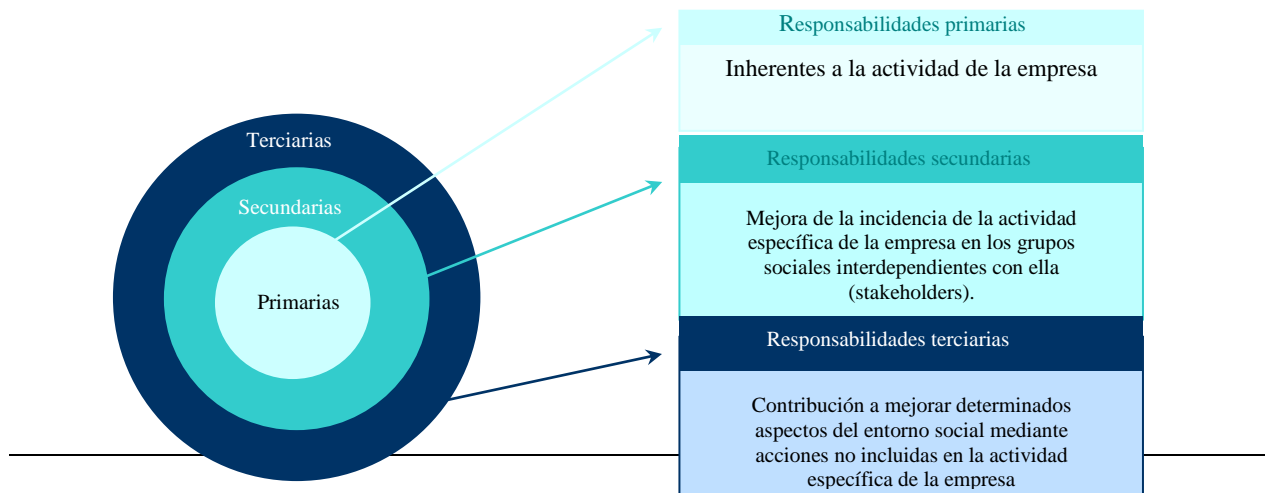 Terciarias
Secundarias
Primarias
Responsabilidades primarias
Inherentes a la actividad de la empresa
Responsabilidades secundarias
Mejora de la incidencia de la actividad
específica de la empresa en los grupos
sociales interdependientes con ella
(stakeholders).
Responsabilidades terciarias
Contribución a mejorar determinados
aspectos del entorno social mediante
acciones no incluidas en la actividad
específica de la empresa